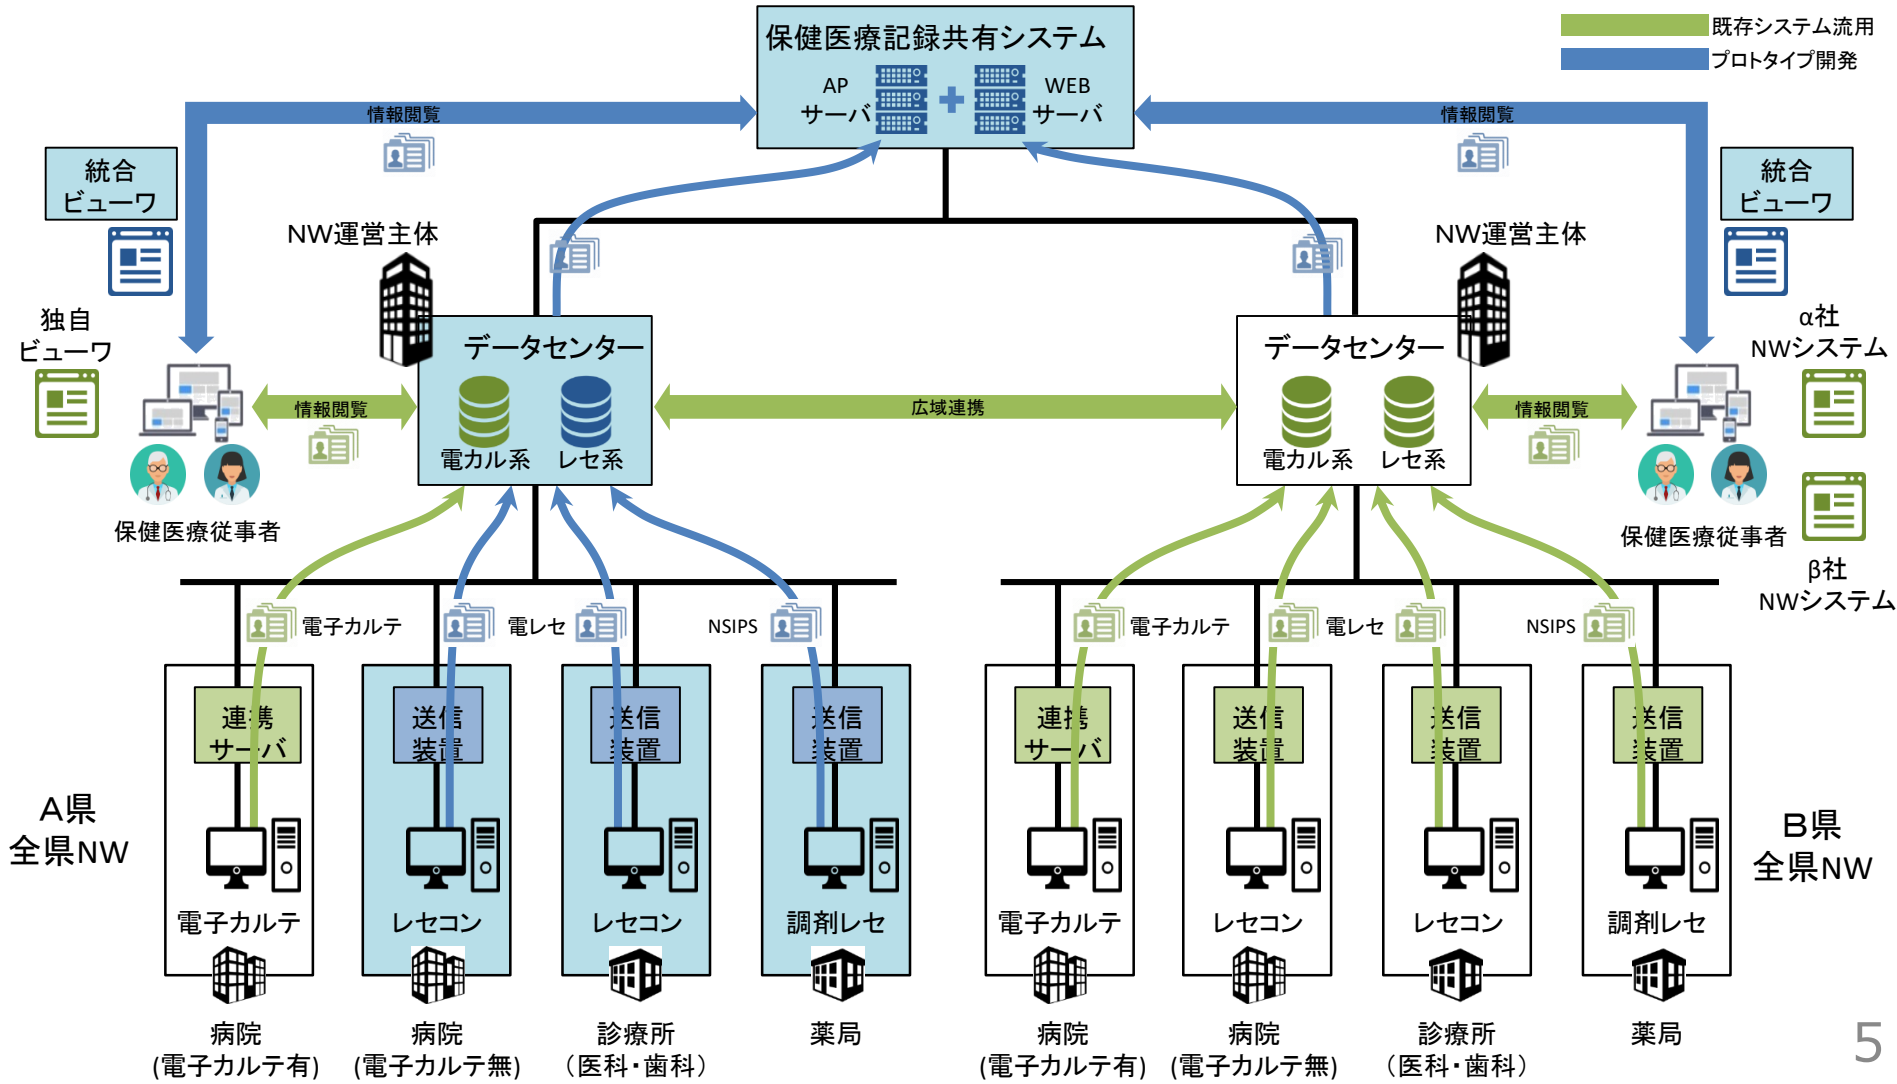 保健医療記録共有システム
AP
サーバ
WEB
サーバ
既存システム流用
プロトタイプ開発
情報閲覧
情報閲覧
統合
ビューワ
統合
ビューワ
NW運営主体
NW運営主体
独自
ビューワ
α社
NWシステム
データセンター
データセンター
情報閲覧
広域連携
情報閲覧
電カル系
レセ系
電カル系
レセ系
保健医療従事者
保健医療従事者
β社
NWシステム
電子カルテ
電レセ
NSIPS
電子カルテ
電レセ
NSIPS
連携
サーバ
送信
装置
送信
装置
送信
装置
連携
サーバ
送信
装置
送信
装置
送信
装置
A県
全県NW
B県
全県NW
電子カルテ
レセコン
レセコン
調剤レセ
電子カルテ
レセコン
レセコン
調剤レセ
病院
(電子カルテ有)
病院
(電子カルテ無)
診療所
（医科・歯科）
薬局
病院
(電子カルテ有)
病院
(電子カルテ無)
診療所
（医科・歯科）
薬局
5